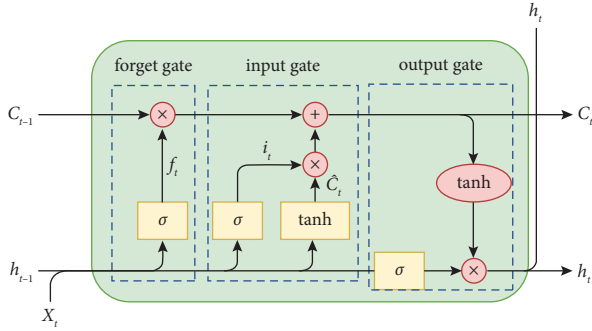 h_t
forget gate
input gate
output gate
C_{t-1}
×
+
C_t
f_t
i_t
×
Ĉ_t
tanh
σ
σ
tanh
h_{t-1}
σ
×
h_t
X_t